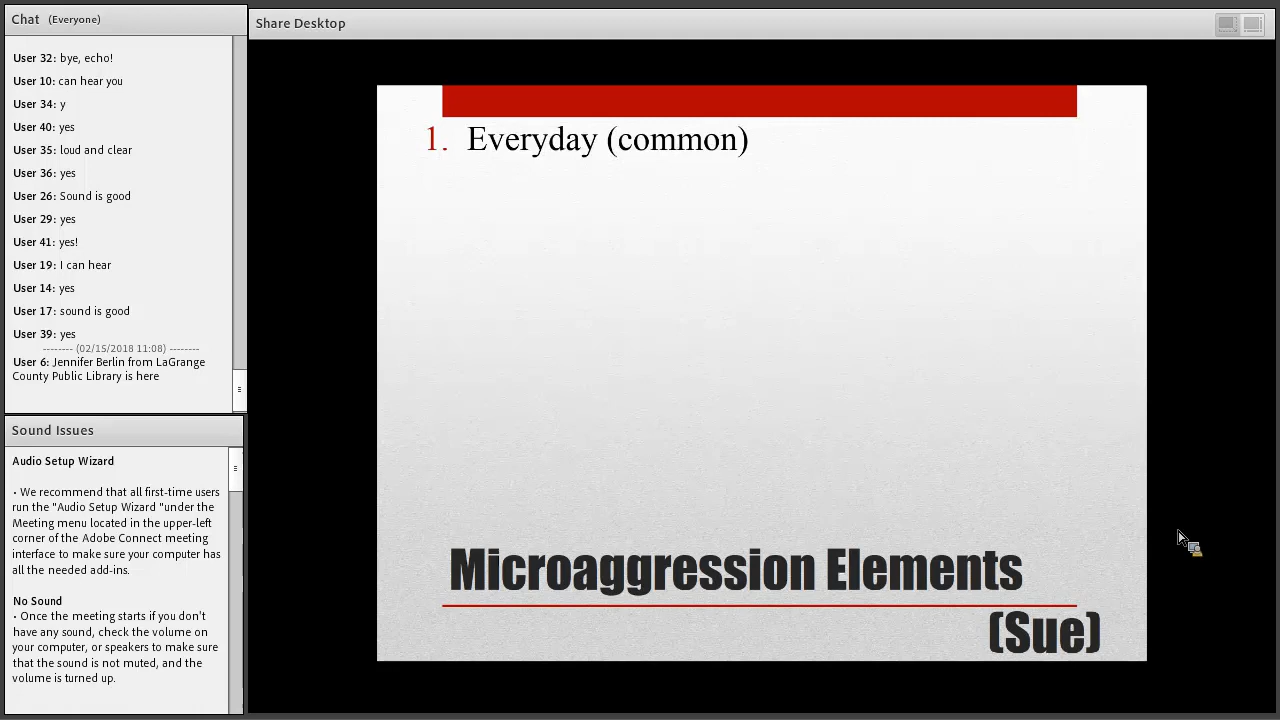 Chat (Everyone)
User 32: bye, echo!
User 10: can hear you
User 34: y
User 40: yes
User 35: loud and clear
User 36: yes
User 26: Sound is good
User 29: yes
User 41: yes!
User 19: I can hear
User 14: yes
User 17: sound is good
User 39: yes
-------- (02/15/2018 11:08) --------
User 6: Jennifer Berlin from LaGrange
County Public Library is here
Sound Issues
Audio Setup Wizard
• We recommend that all first-time users
run the "Audio Setup Wizard "under the
Meeting menu located in the upper-left
corner of the Adobe Connect meeting
interface to make sure your computer has
all the needed add-ins.
No Sound
• Once the meeting starts if you don't
have any sound, check the volume on
your computer, or speakers to make sure
that the sound is not muted, and the
volume is turned up.
Share Desktop
1. Everyday (common)
Microaggression Elements
(Sue)